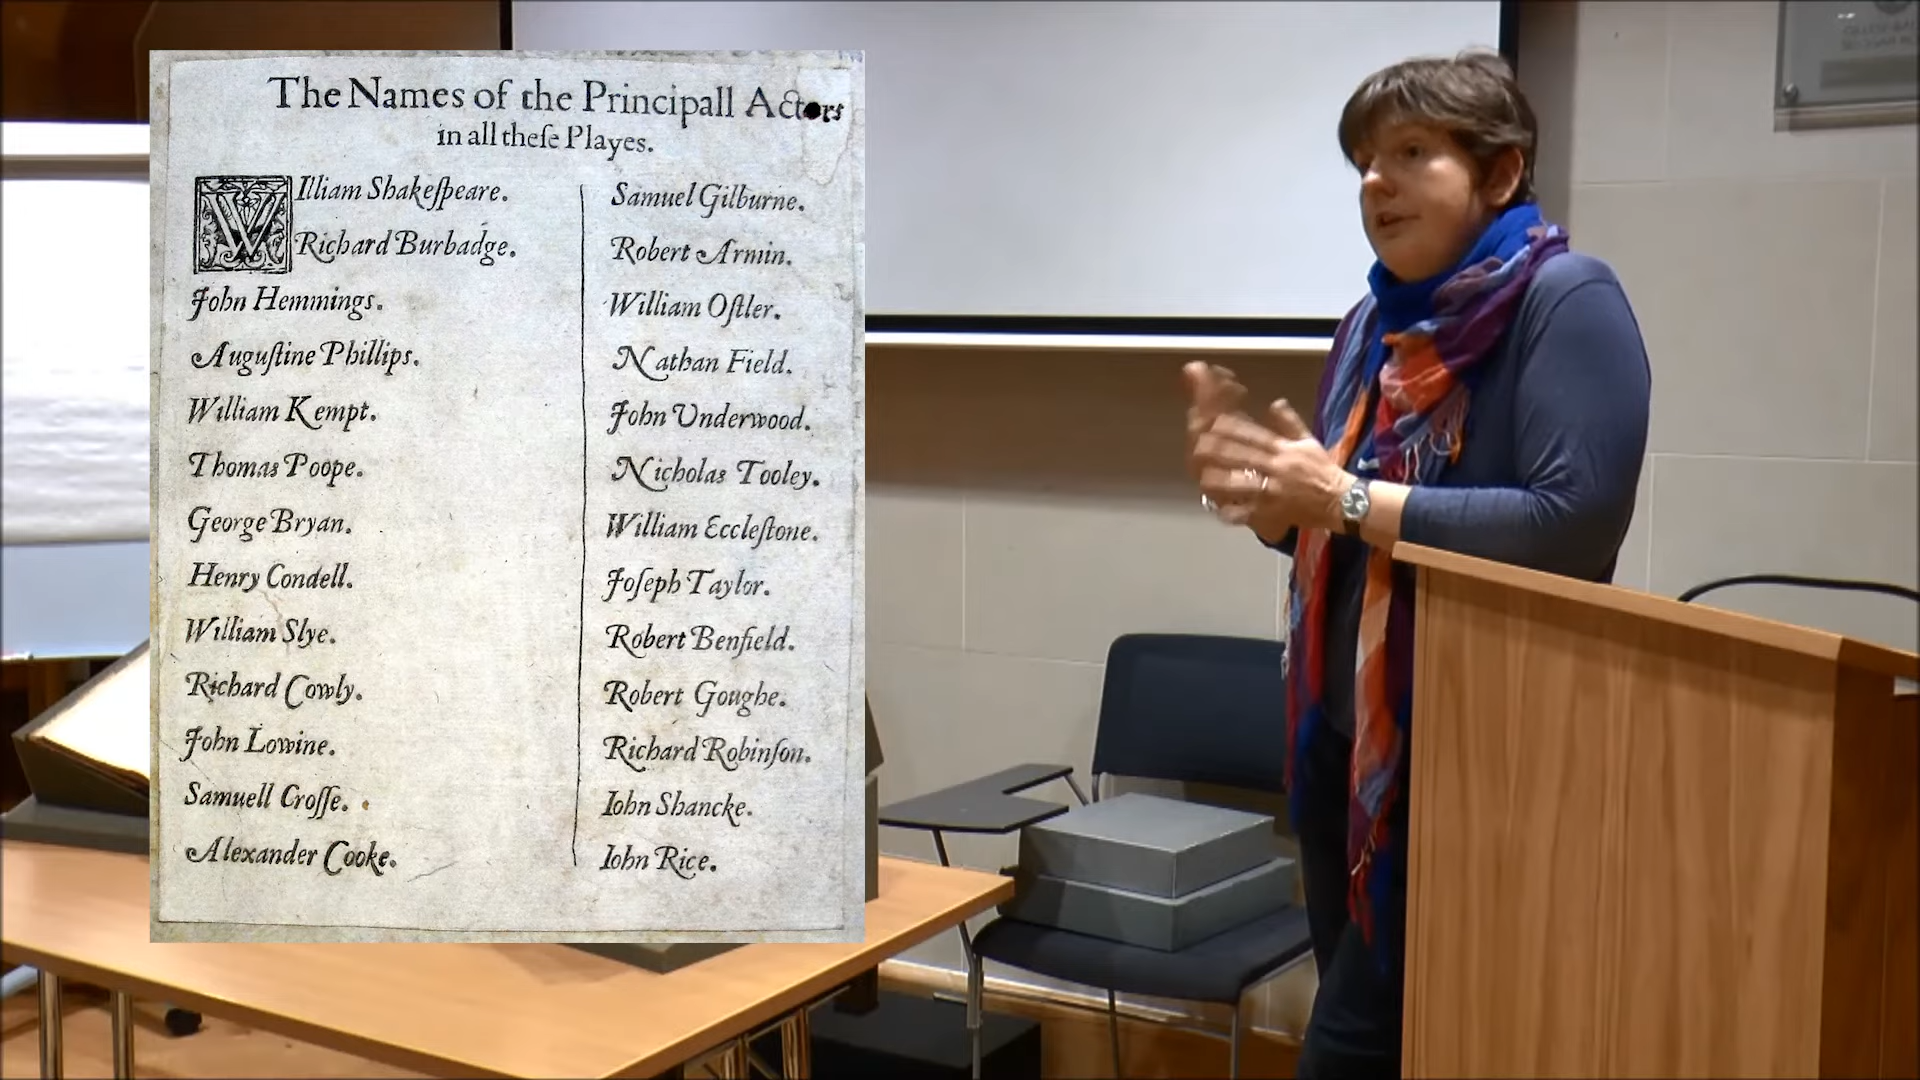 The Names of the Principall Actors
in all theſe Playes.
William Shakeſpeare.
Richard Burbadge.
John Hemmings.
Auguſtine Phillips.
William Kempt.
Thomas Poope.
George Bryan.
Henry Condell.
William Slye.
Richard Cowly.
John Lowine.
Samuell Croſſe.
Alexander Cooke.
Samuel Gilburne.
Robert Armin.
William Oſtler.
Nathan Field.
John Underwood.
Nicholas Tooley.
William Eccleſtone.
Joſeph Taylor.
Robert Benfield.
Robert Goughe.
Richard Robinſon.
Iohn Shancke.
Iohn Rice.